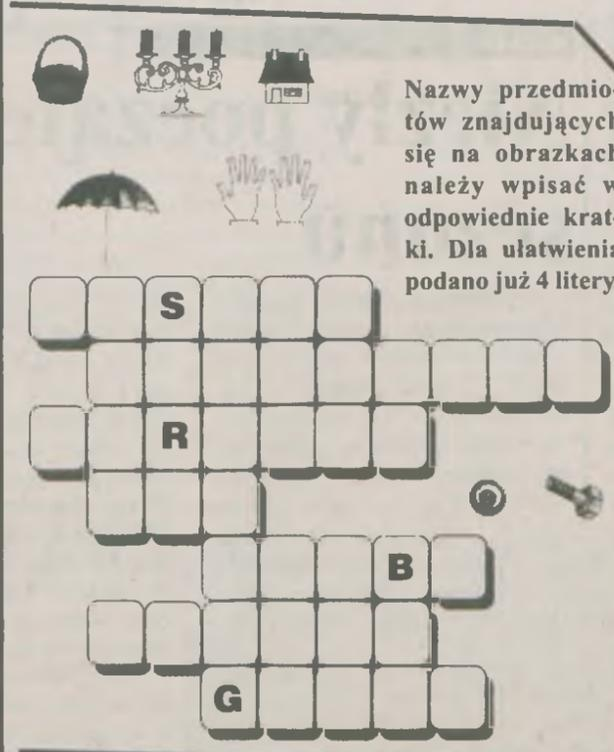 Nazwy przedmio-
tów znajdujących
się na obrazkach
należy wpisać w
odpowiednie krat-
ki. Dla ułatwienia
podano już 4 litery
S
R
B
G